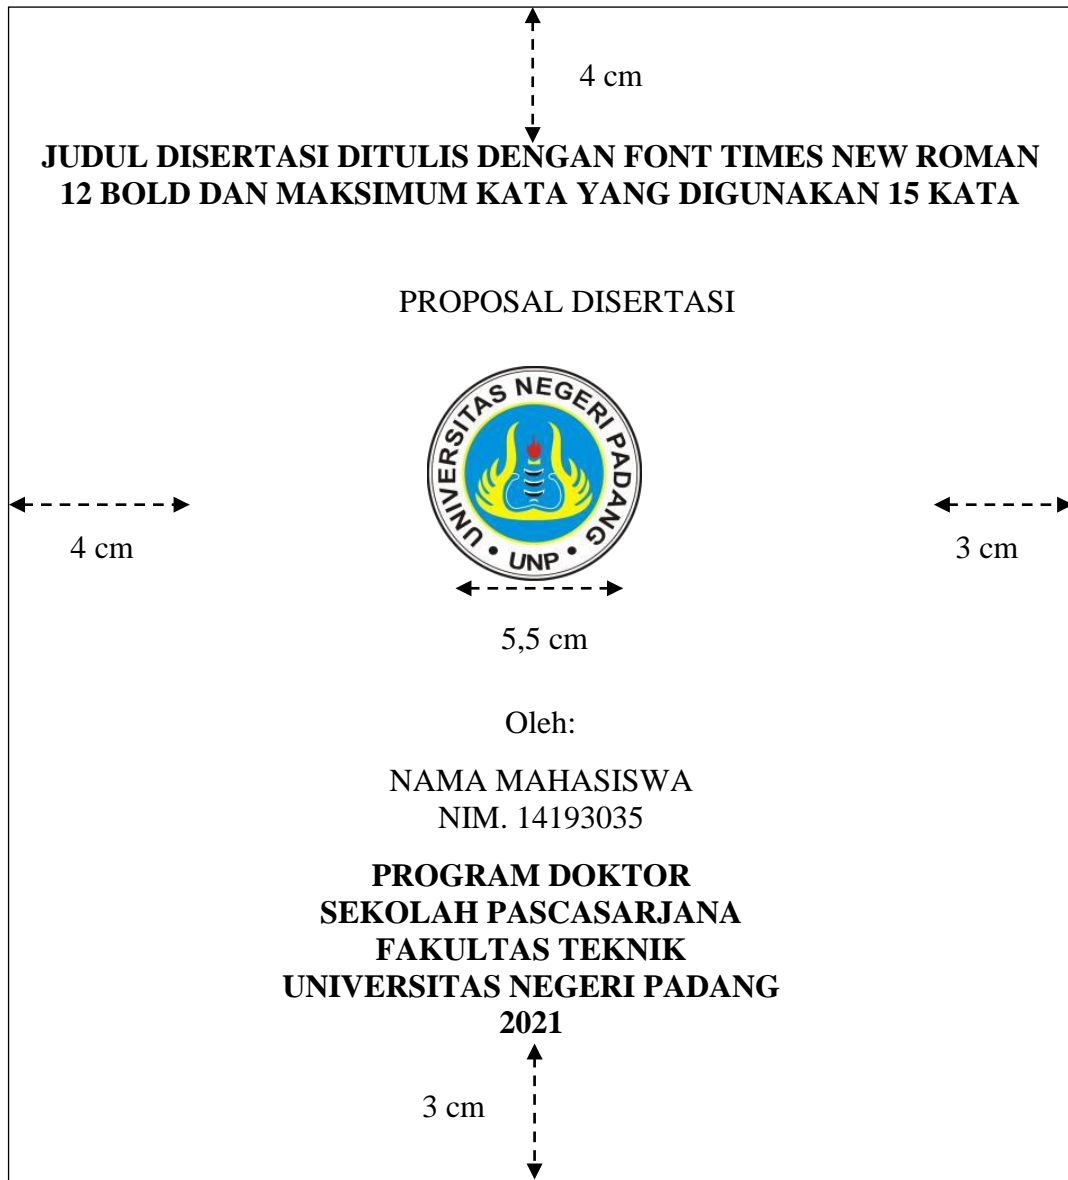 4 cm
JUDUL DISERTASI DITULIS DENGAN FONT TIMES NEW ROMAN
12 BOLD DAN MAKSIMUM KATA YANG DIGUNAKAN 15 KATA
PROPOSAL DISERTASI
UNIVERSITAS NEGERI PADANG
• UNP •
4 cm
3 cm
5,5 cm
Oleh:
NAMA MAHASISWA
NIM. 14193035
PROGRAM DOKTOR
SEKOLAH PASCASARJANA
FAKULTAS TEKNIK
UNIVERSITAS NEGERI PADANG
2021
3 cm